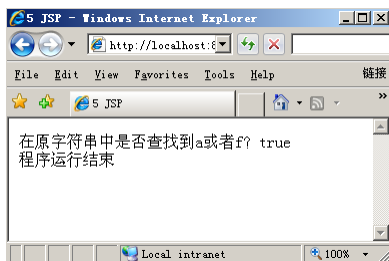 5 JSP - Windows Internet Explorer
http://localhost:8
File Edit View Favorites Tools Help 链接
5 JSP
在原字符串中是否查找到a或者f? true
程序运行结束
Local intranet 100%